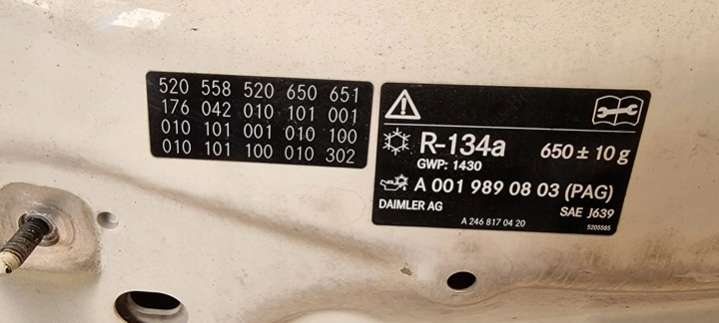 520 558 520 650 651
176 042 010 101 001
010 101 001 010 100
010 101 100 010 302
R-134a 650 ± 10 g
GWP: 1430
A 001 989 08 03 (PAG)
DAIMLER AG SAE J639
A 246 817 04 20 5205585